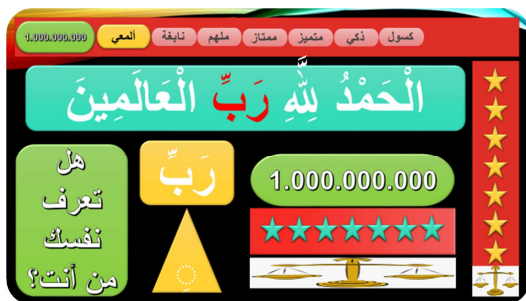 كسول ذكي متميز ممتاز ملهم نابغة ألمعي 1.000.000.000
الْحَمْدُ لِلَّهِ رَبِّ الْعَالَمِينَ
هل
تعرف
نفسك
من أنت؟
رَبِّ
1.000.000.000